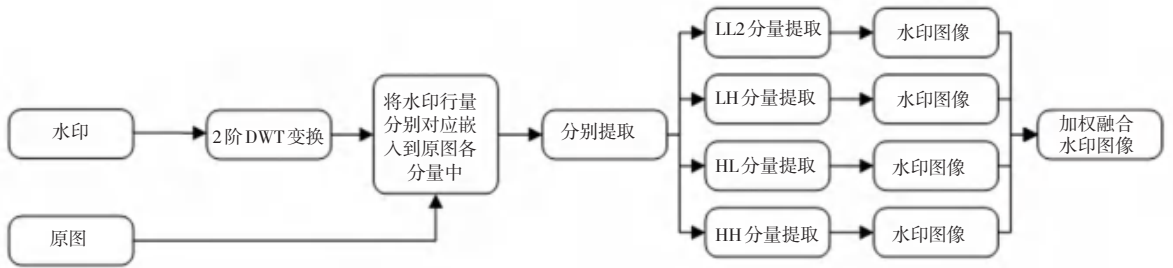 水印
原图
2阶DWT变换
将水印行量
分别对应嵌
入到原图各
分量中
分别提取
LL2分量提取
水印图像
LH分量提取
水印图像
HL分量提取
水印图像
HH分量提取
水印图像
加权融合
水印图像